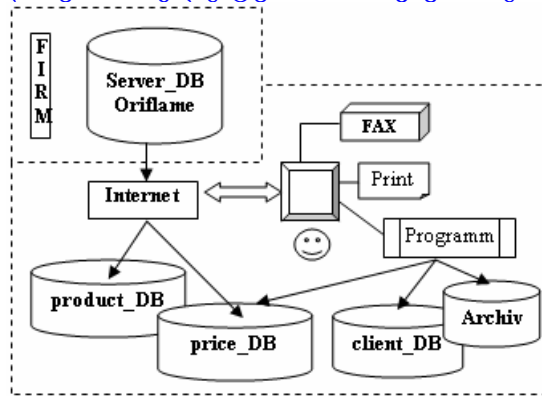 F
I
R
M
Server_DB
Oriflame
FAX
Print
Internet
Programm
product_DB
price_DB
client_DB
Archiv